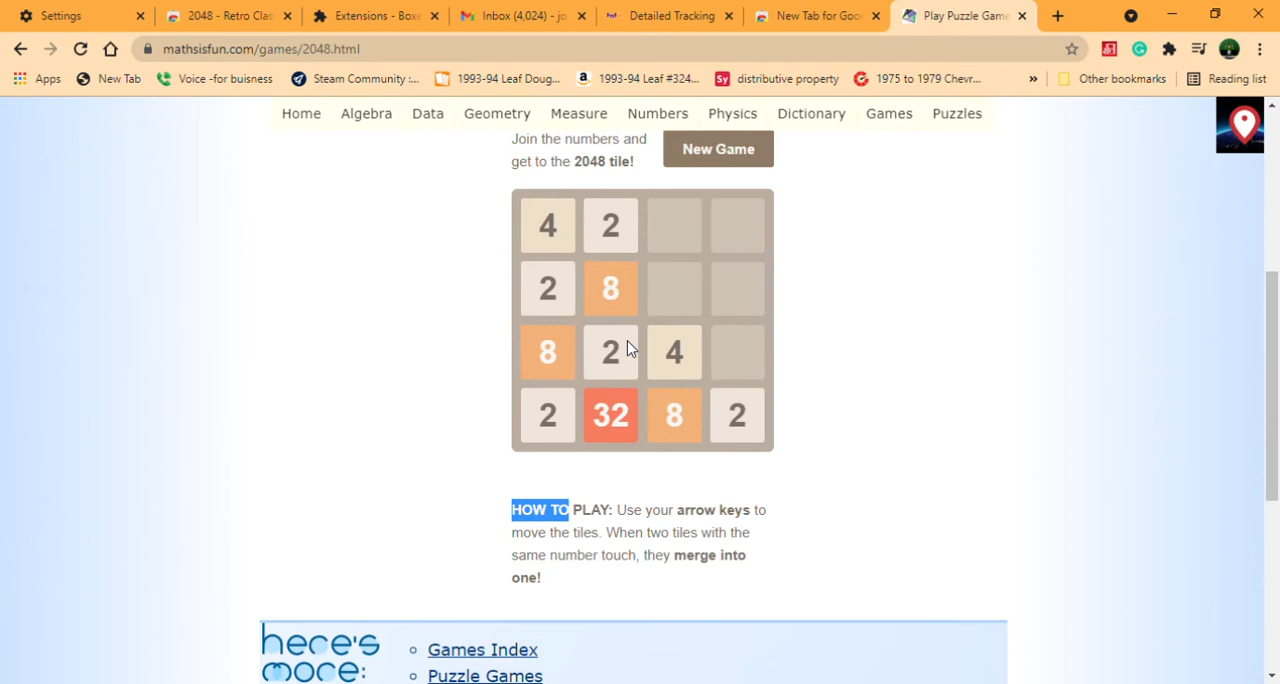 Settings
2048 - Retro Clas
Extensions - Boxe
Inbox (4,024) - jo
Detailed Tracking
New Tab for Goo
Play Puzzle Game
mathsisfun.com/games/2048.html
Apps
New Tab
Voice -for buisness
Steam Community :...
1993-94 Leaf Doug...
1993-94 Leaf #324...
distributive property
1975 to 1979 Chevr...
»
Other bookmarks
Reading list
Home
Algebra
Data
Geometry
Measure
Numbers
Physics
Dictionary
Games
Puzzles
Join the numbers and
get to the 2048 tile!
New Game
4 2
2 8
8 2 4
2 32 8 2
HOW TO PLAY: Use your arrow keys to
move the tiles. When two tiles with the
same number touch, they merge into
one!
here's
more:
Games Index
Puzzle Games